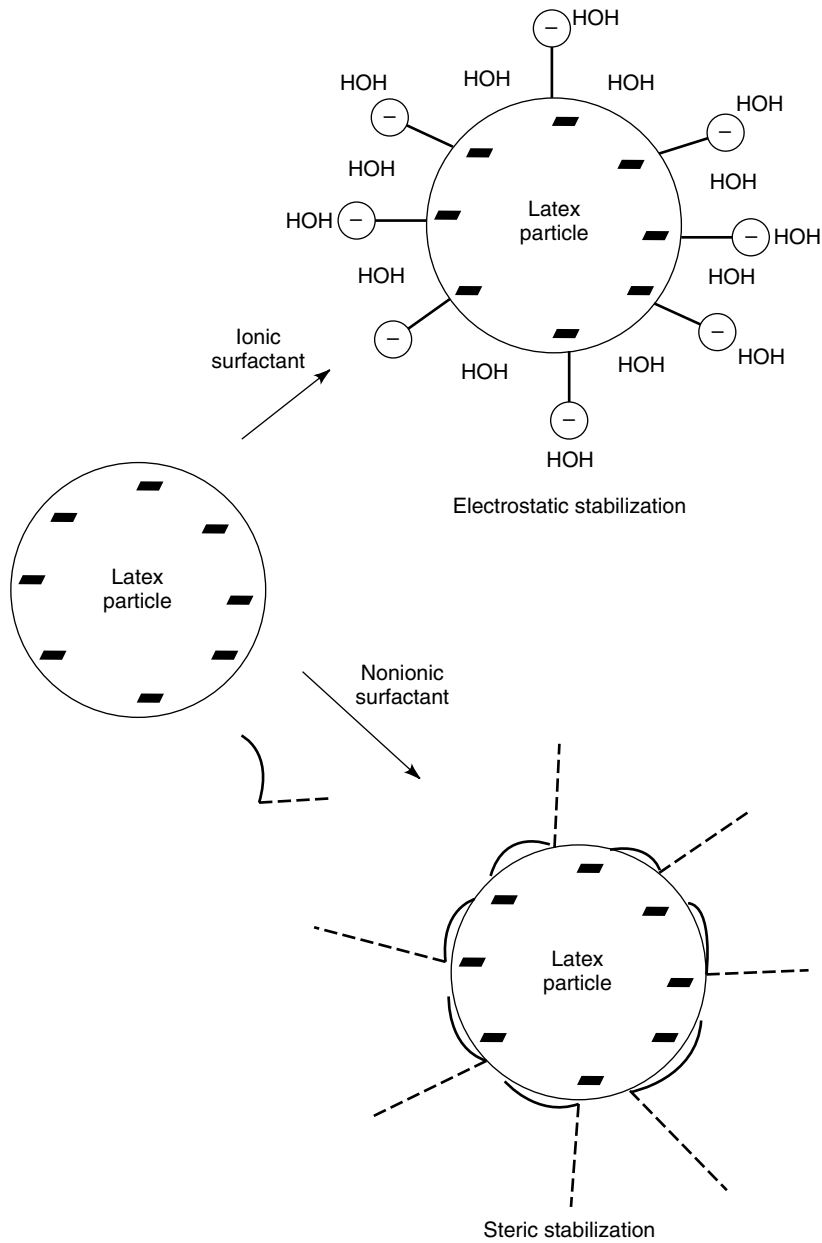 HOH
HOH
HOH
HOH
HOH
HOH
HOH
Latex
particle
HOH
HOH
HOH
HOH
HOH
HOH
HOH
HOH
Electrostatic stabilization
Ionic
surfactant
Latex
particle
Nonionic
surfactant
Latex
particle
Steric stabilization